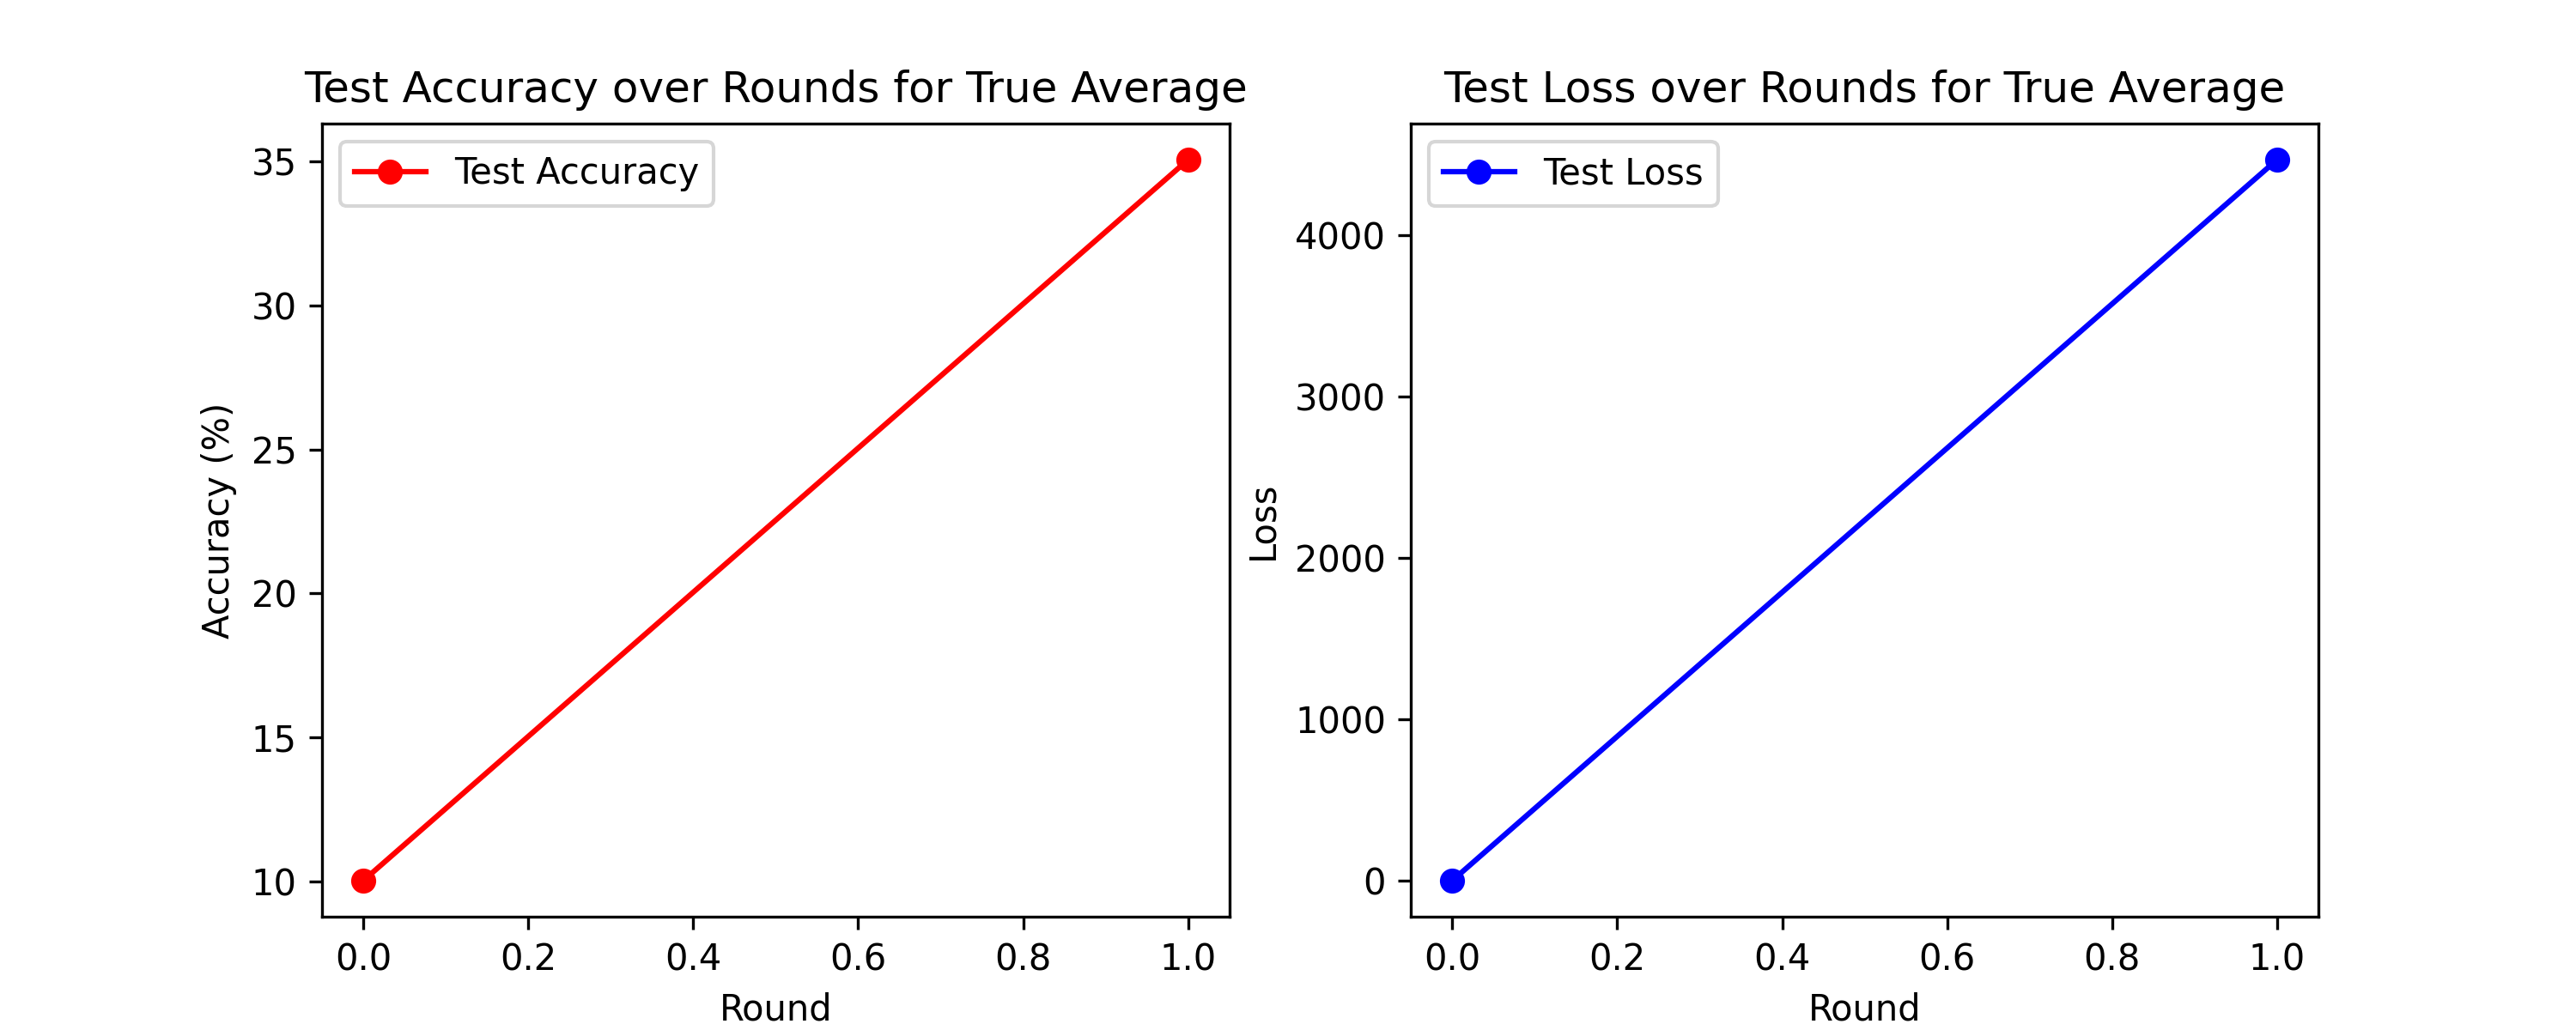 Test Accuracy over Rounds for True Average
Test Accuracy
35
30
25
20
15
10
Accuracy (%)
0.0 0.2 0.4 0.6 0.8 1.0
Round
Test Loss over Rounds for True Average
Test Loss
4000
3000
2000
1000
0
Loss
0.0 0.2 0.4 0.6 0.8 1.0
Round